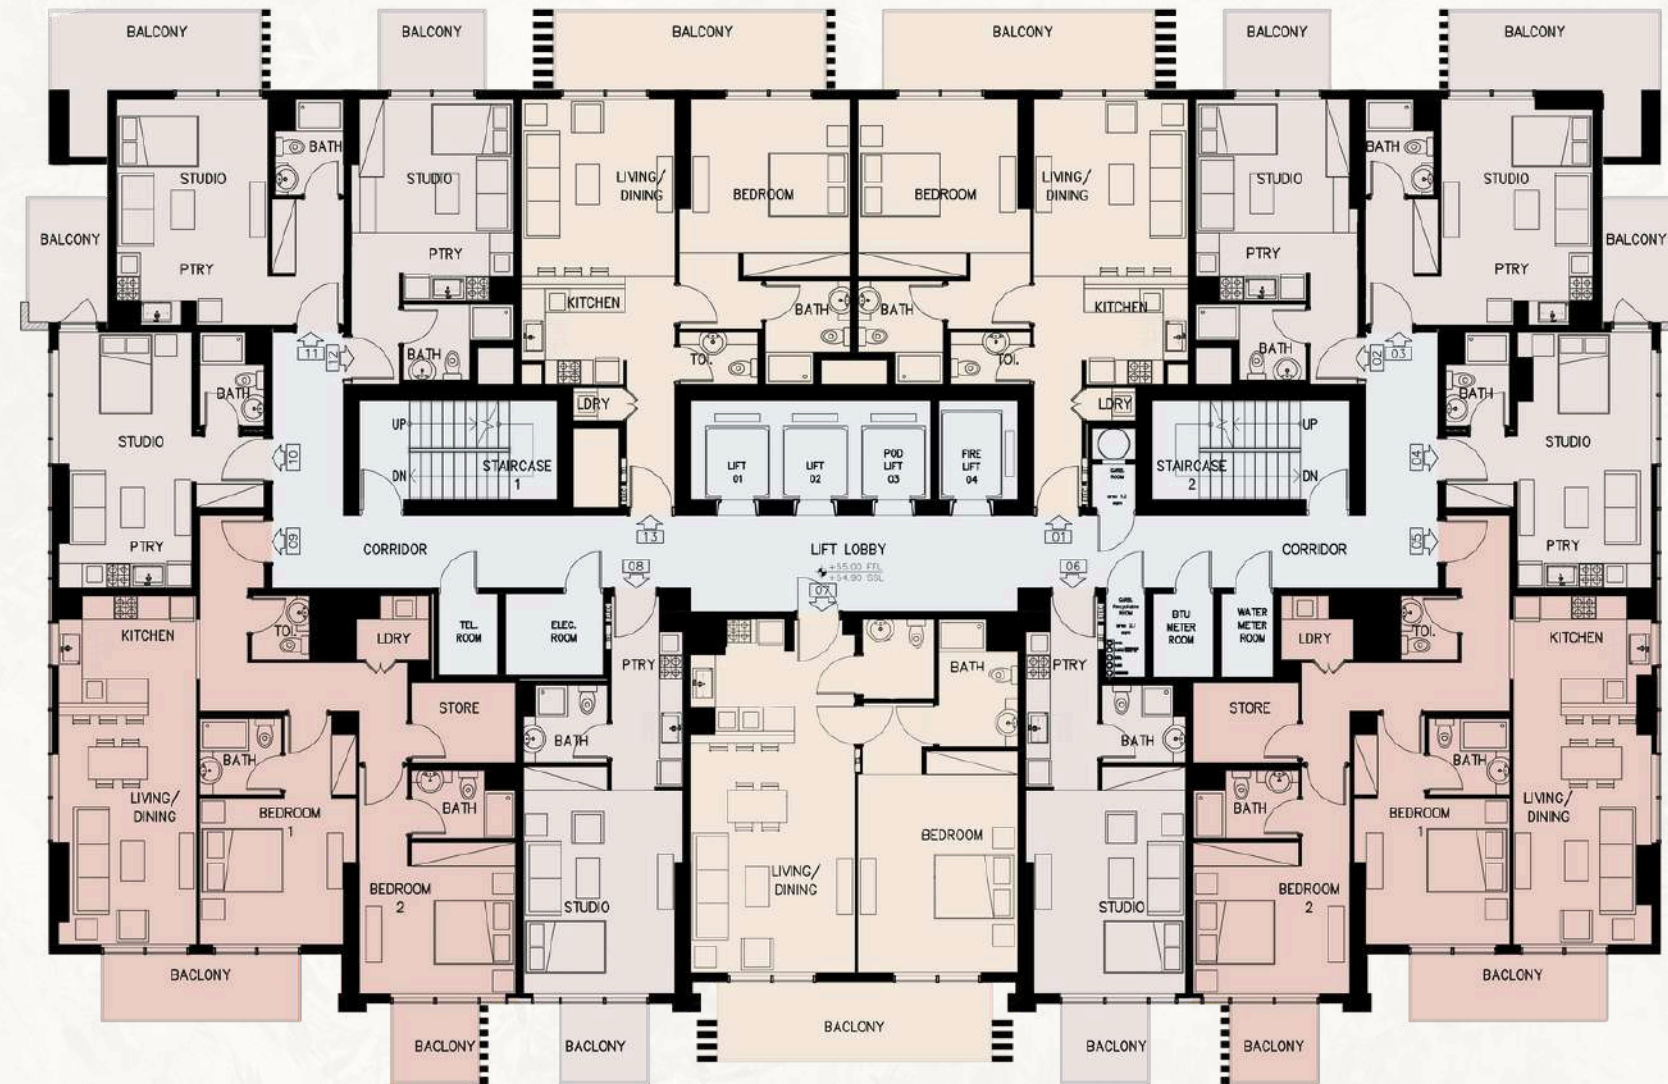 BALCONY
BALCONY
BALCONY
BALCONY
BALCONY
BALCONY
BATH
BATH
STUDIO
STUDIO
LIVING/
DINING
BEDROOM
BEDROOM
LIVING/
DINING
STUDIO
STUDIO
BALCONY
PTRY
PTRY
PTRY
PTRY
BALCONY
KITCHEN
BATH
BATH
KITCHEN
11
12
BATH
TOI.
TOI.
BATH
02
03
BATH
LDRY
LDRY
BATH
STUDIO
UP
DN
STAIRCASE
1
LIFT
01
LIFT
02
POD
LIFT
03
FIRE
LIFT
04
STAIRCASE
2
UP
DN
STUDIO
10
04
PTRY
09
CORRIDOR
13
LIFT LOBBY
+55.00 FFL
+54.90 SSL
01
CORRIDOR
05
PTRY
08
07
06
KITCHEN
TOI.
LDRY
TEL.
ROOM
ELEC.
ROOM
PTRY
BATH
PTRY
BTU
METER
ROOM
WATER
METER
ROOM
LDRY
TOI.
KITCHEN
STORE
STORE
BATH
BATH
BATH
BATH
LIVING/
DINING
BEDROOM
1
BATH
BATH
BEDROOM
1
LIVING/
DINING
BEDROOM
BEDROOM
2
STUDIO
LIVING/
DINING
STUDIO
BEDROOM
2
BACLONY
BACLONY
BACLONY
BACLONY
BACLONY
BACLONY
BACLONY